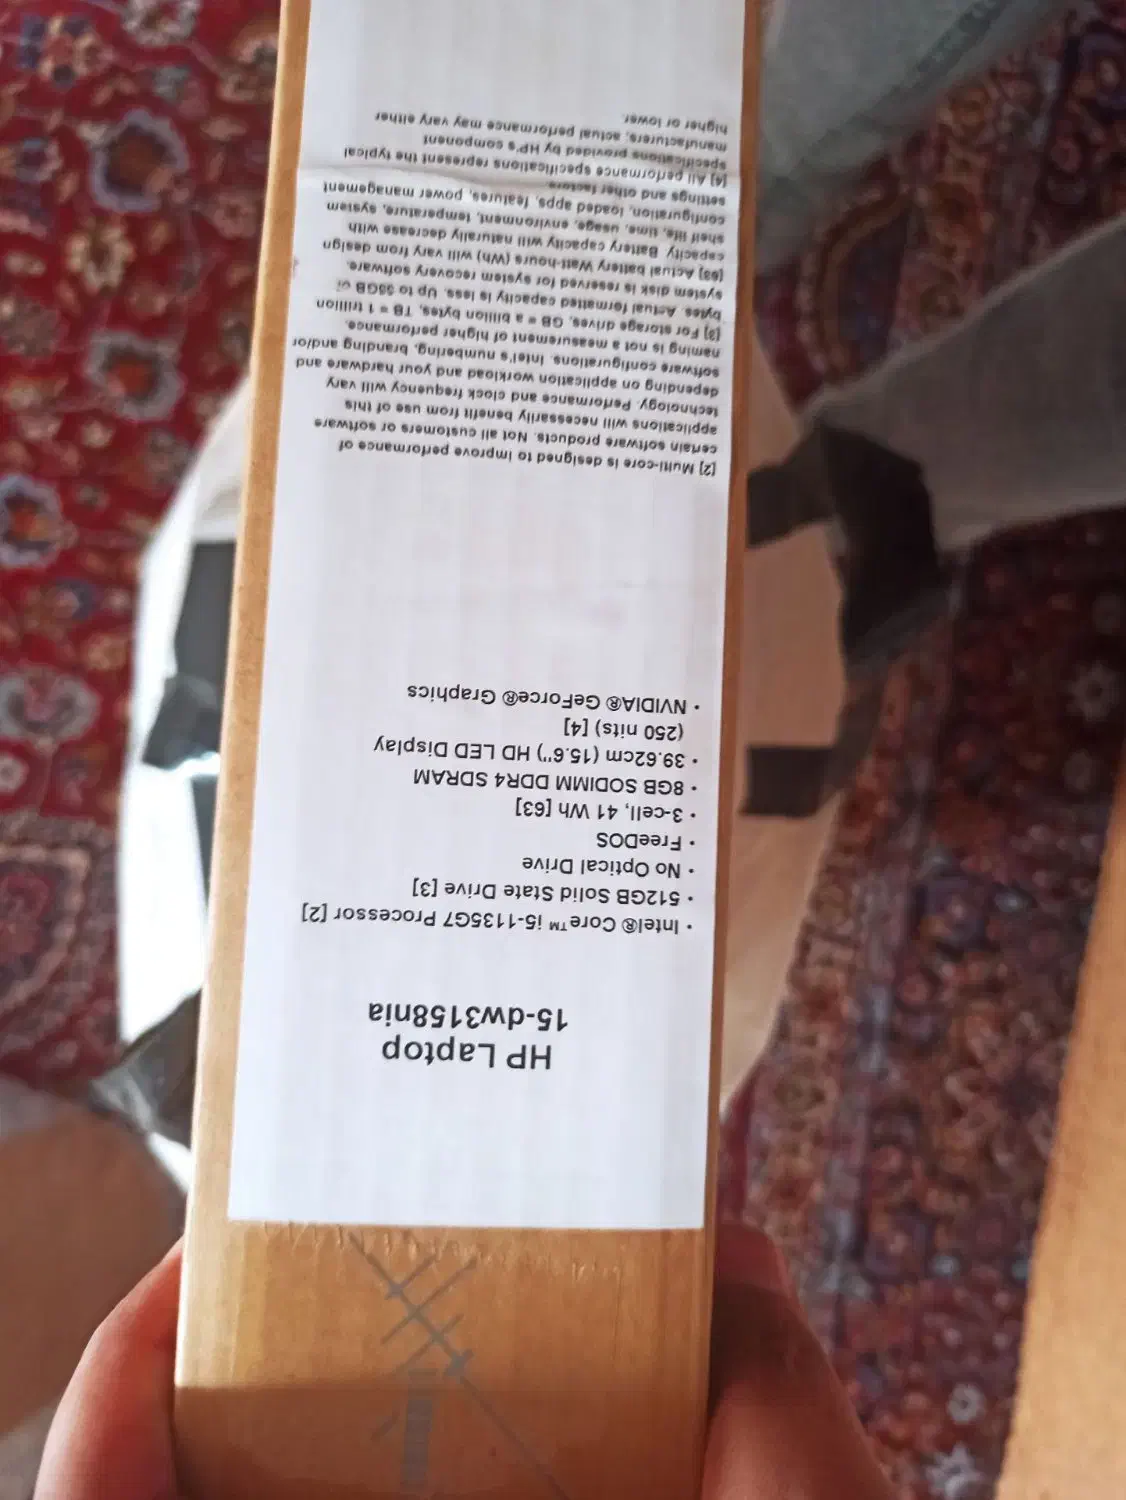 HP Laptop
15-dw3158nia
• Intel® Core™ i5-1135G7 Processor [2]
• 512GB Solid State Drive [3]
• No Optical Drive
• FreeDOS
• 3-cell, 41 Wh [63]
• 8GB SODIMM DDR4 SDRAM
• 39.62cm (15.6") HD LED Display
(250 nits) [4]
• NVIDIA® GeForce® Graphics
[2] Multi-core is designed to improve performance of
certain software products. Not all customers or software
applications will necessarily benefit from use of this
technology. Performance and clock frequency will vary
depending on application workload and your hardware and
software configurations. Intel's numbering, branding and/or
naming is not a measurement of higher performance.
[3] For storage drives, GB = a billion bytes, TB = 1 trillion
bytes. Actual formatted capacity is less. Up to 35GB of
system disk is reserved for system recovery software.
[63] Actual battery Watt-hours (Wh) will vary from design
capacity. Battery capacity will naturally decrease with
shelf life, time, usage, environment, temperature, system
configuration, loaded apps, features, power management
settings and other factors.
[4] All performance specifications represent the typical
specifications provided by HP's component
manufacturers, actual performance may vary either
higher or lower.